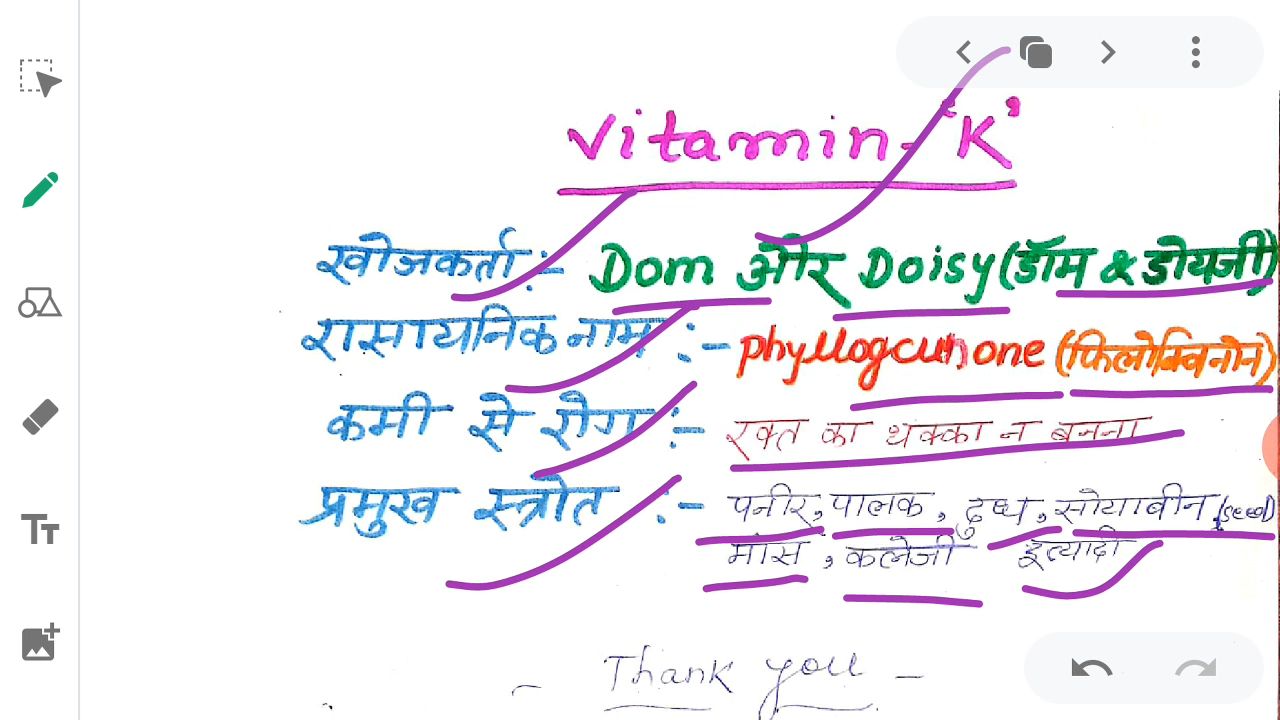 Vitamin-'K'
खोजकर्ता :- Dom और Doisy (डॉम & डोयजी)
रासायनिक नाम :- phyllogcuinone (फिलोक्विनोन)
कमी से रोग :- रक्त का थक्का न बनना
प्रमुख स्त्रोत :- पनीर, पालक, दुग्ध, सोयाबीन (seed)
मांस, कलेजी इत्यादी
- Thank you -
TT